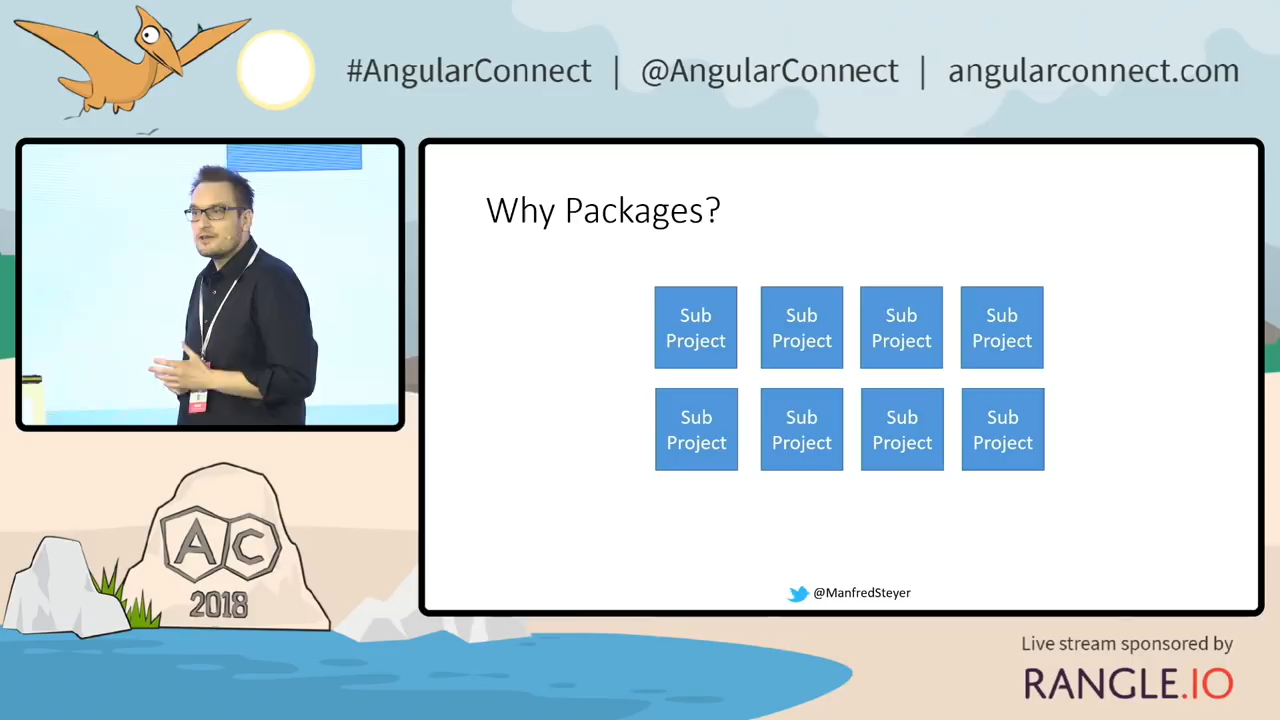 #AngularConnect | @AngularConnect | angularconnect.com
Why Packages?
Sub
Project
Sub
Project
Sub
Project
Sub
Project
Sub
Project
Sub
Project
Sub
Project
Sub
Project
@ManfredSteyer
AC
2018
Live stream sponsored by
RANGLE.IO